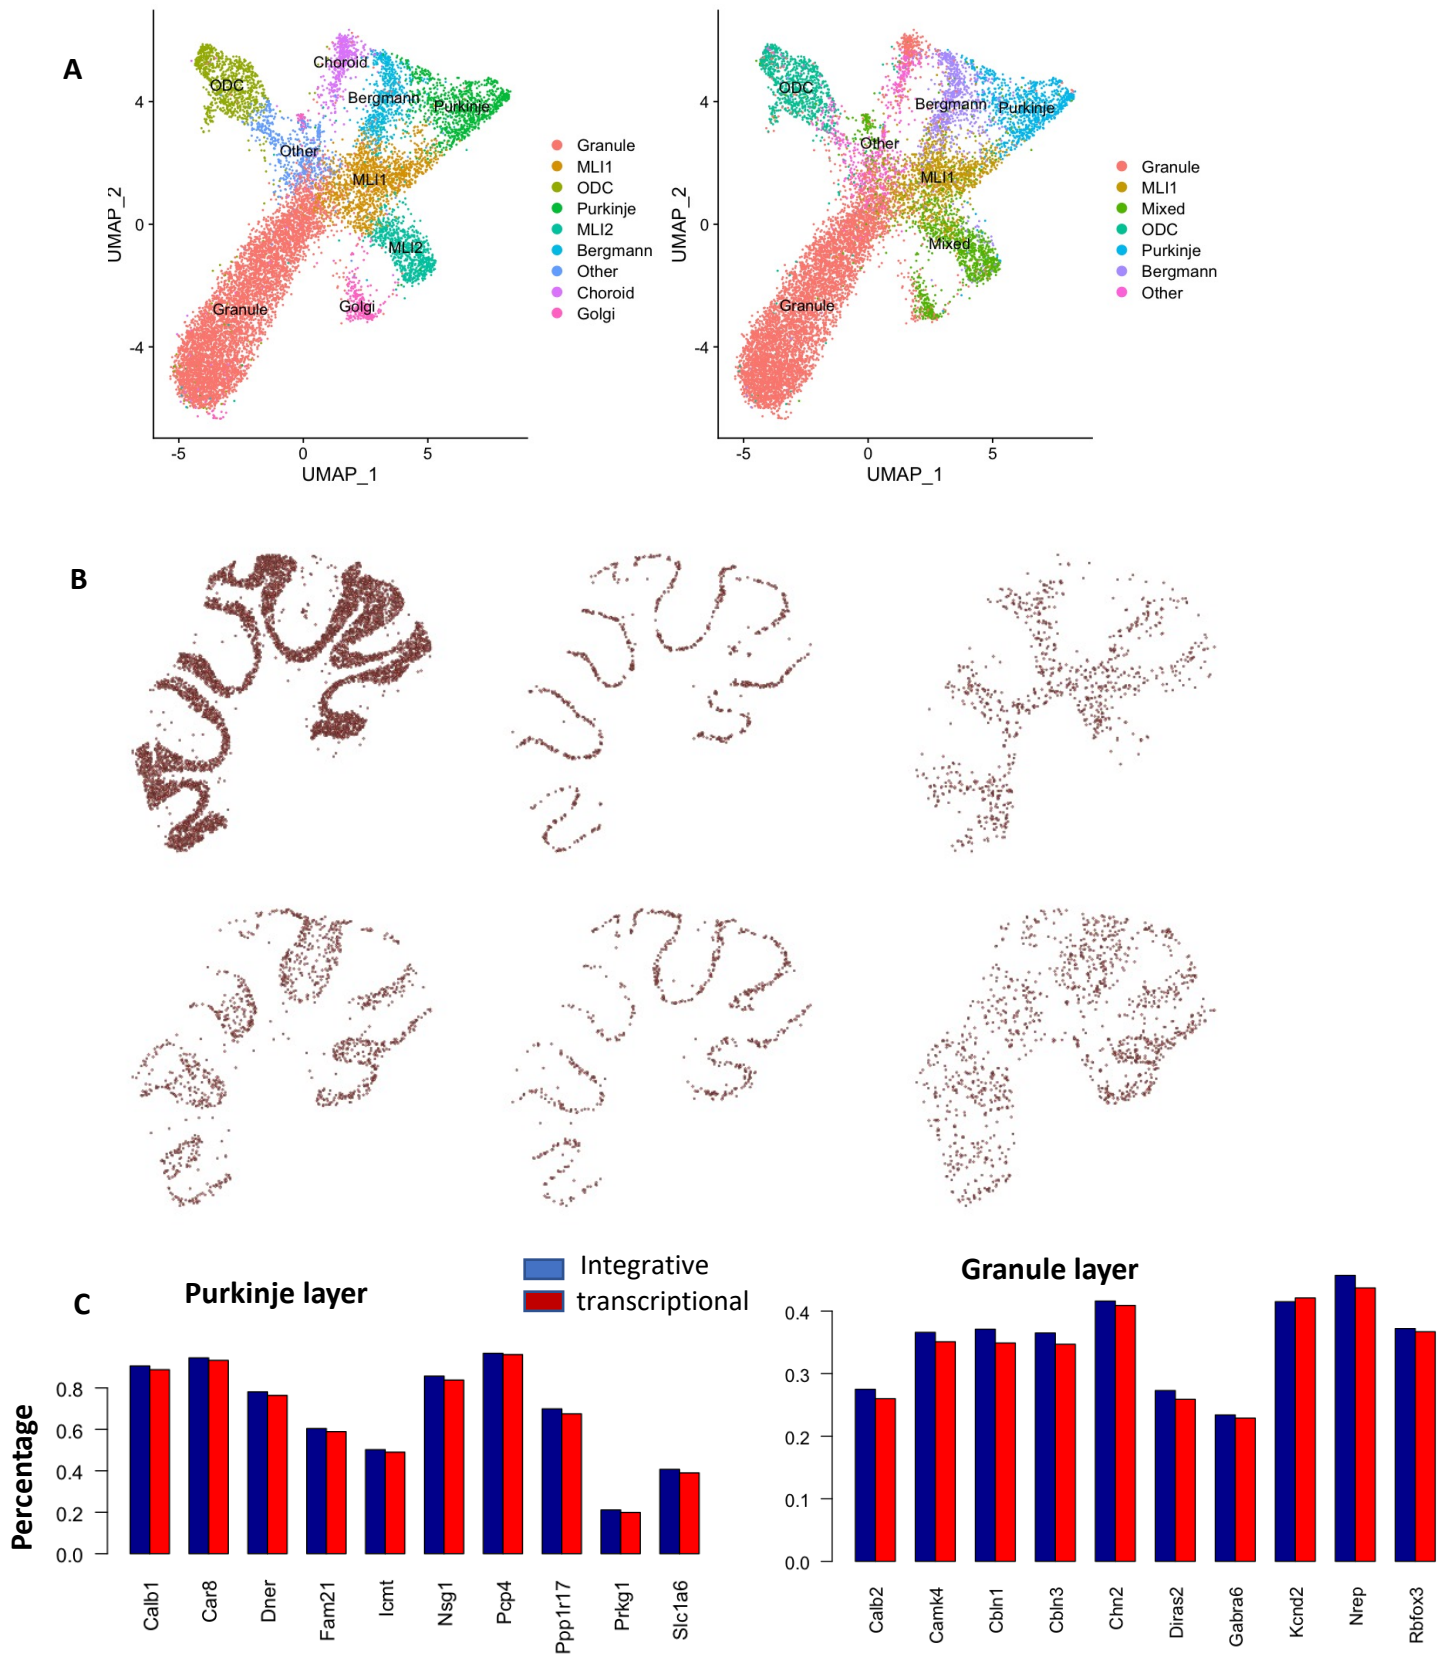 A
ODC
Choroid
Bergmann
Purkinje
Other
MLI1
MLI2
Golgi
Granule
4
0
-4
-5
0
5
UMAP_1
UMAP_2
Granule
MLI1
ODC
Purkinje
MLI2
Bergmann
Other
Choroid
Golgi
ODC
Bergmann
Purkinje
Other
MLI1
Mixed
Granule
4
0
-4
-5
0
5
UMAP_1
UMAP_2
Granule
MLI1
Mixed
ODC
Purkinje
Bergmann
Other
B
C
Purkinje layer
Integrative
transcriptional
Granule layer
Percentage
0.8
0.6
0.4
0.2
0.0
Calb1
Car8
Dner
Fam21
Icmt
Nsg1
Pcp4
Ppp1r17
Prkg1
Slc1a6
0.4
0.3
0.2
0.1
0.0
Calb2
Camk4
Cbln1
Cbln3
Chn2
Diras2
Gabra6
Kcnd2
Nrep
Rbfox3